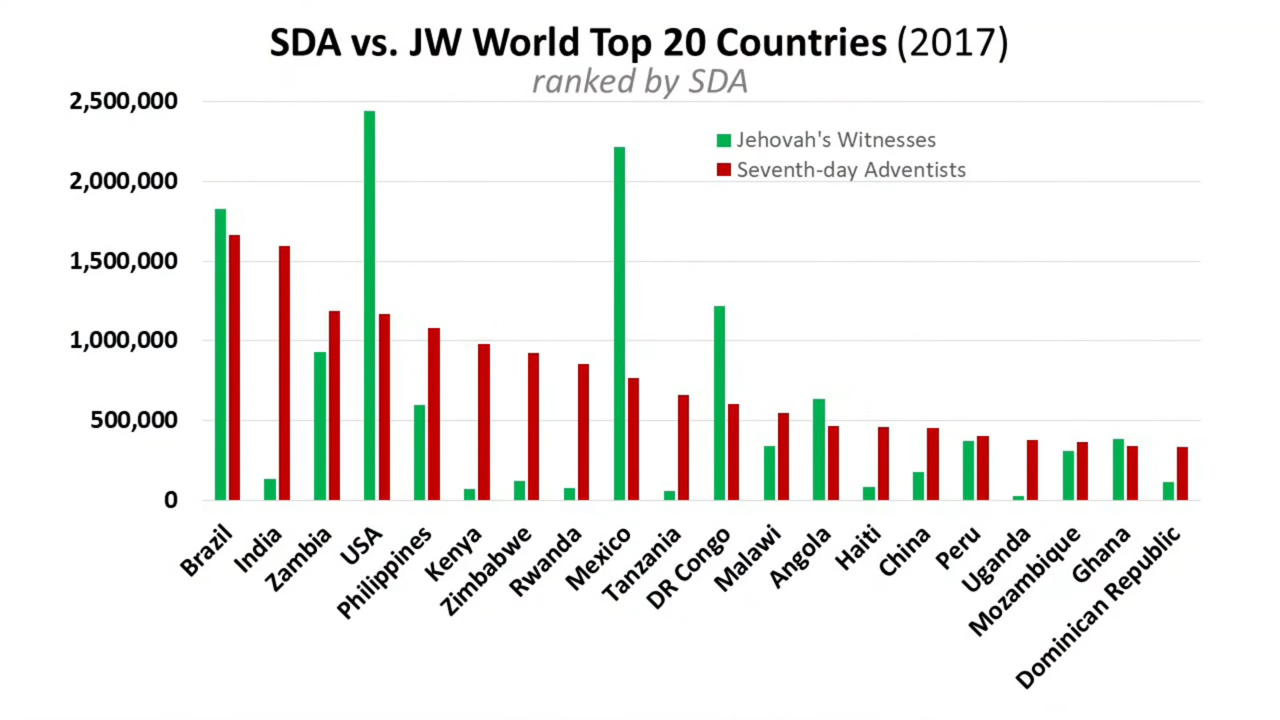 SDA vs. JW World Top 20 Countries (2017)
ranked by SDA
2,500,000
Jehovah's Witnesses
Seventh-day Adventists
2,000,000
1,500,000
1,000,000
500,000
0
Brazil
India
Zambia
USA
Philippines
Kenya
Zimbabwe
Rwanda
Mexico
Tanzania
DR Congo
Malawi
Angola
Haiti
China
Peru
Uganda
Mozambique
Ghana
Dominican Republic